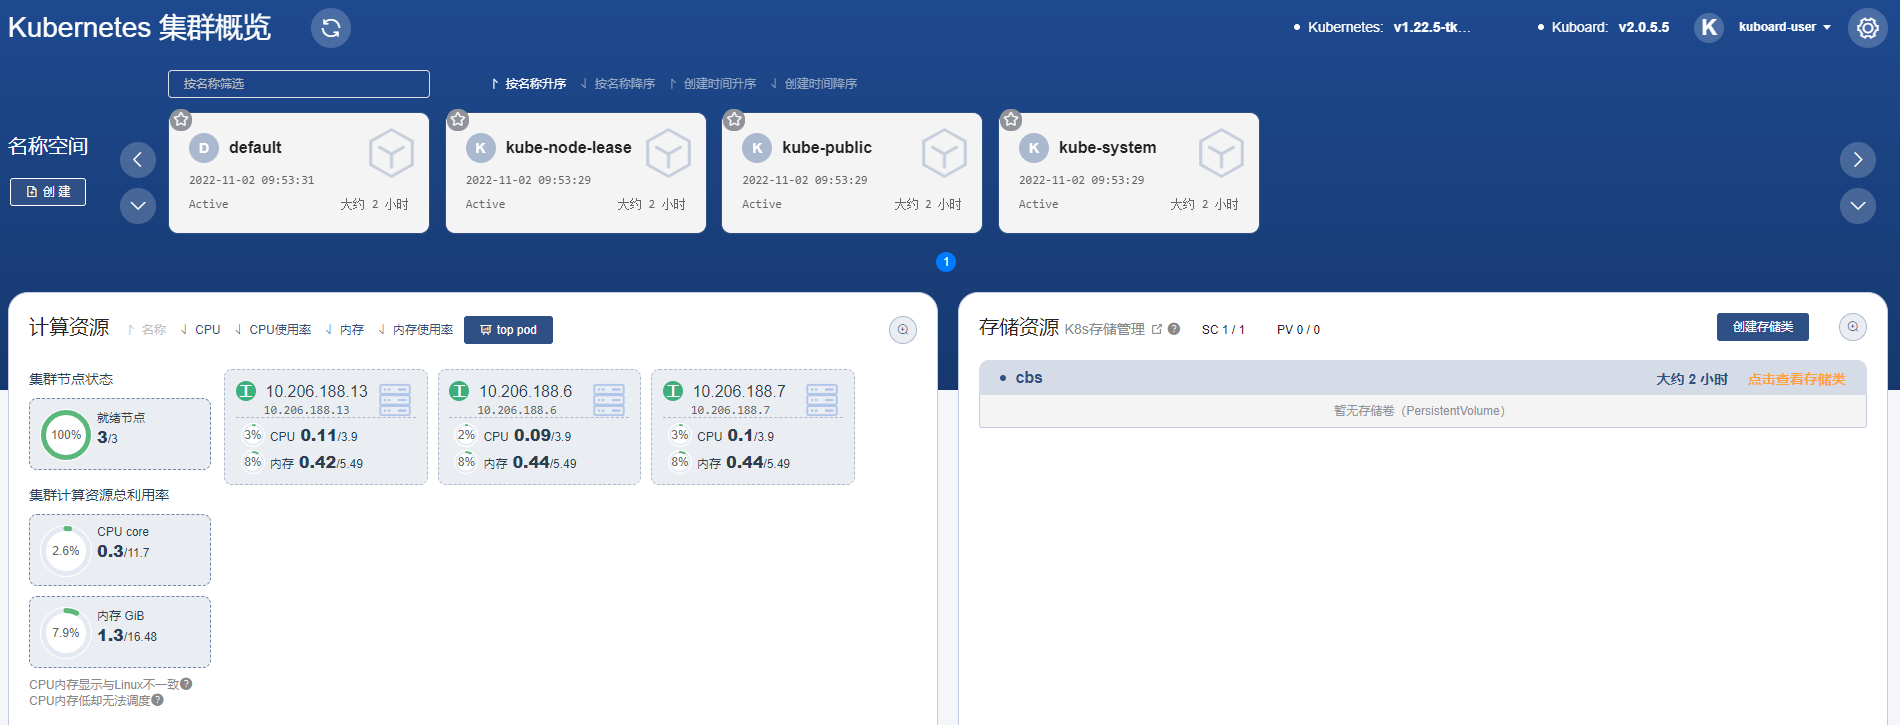 Kubernetes 集群概览
Kubernetes: v1.22.5-tk...
Kuboard: v2.0.5.5
K
kuboard-user
按名称筛选
按名称升序 按名称降序 创建时间升序 创建时间降序
名称空间
创 建
D default
2022-11-02 09:53:31
Active 大约 2 小时
K kube-node-lease
2022-11-02 09:53:29
Active 大约 2 小时
K kube-public
2022-11-02 09:53:29
Active 大约 2 小时
K kube-system
2022-11-02 09:53:29
Active 大约 2 小时
1
计算资源 名称 CPU CPU使用率 内存 内存使用率 top pod
集群节点状态
100% 就绪节点
3/3
集群计算资源总利用率
2.6% CPU core
0.3/11.7
7.9% 内存 GiB
1.3/16.48
CPU内存显示与Linux不一致?
CPU内存低却无法调度?
工 10.206.188.13
10.206.188.13
3% CPU 0.11/3.9
8% 内存 0.42/5.49
工 10.206.188.6
10.206.188.6
2% CPU 0.09/3.9
8% 内存 0.44/5.49
工 10.206.188.7
10.206.188.7
3% CPU 0.1/3.9
8% 内存 0.44/5.49
存储资源 K8s存储管理 ? SC 1 / 1 PV 0 / 0 创建存储类
cbs 大约 2 小时 点击查看存储类
暂无存储卷（PersistentVolume）